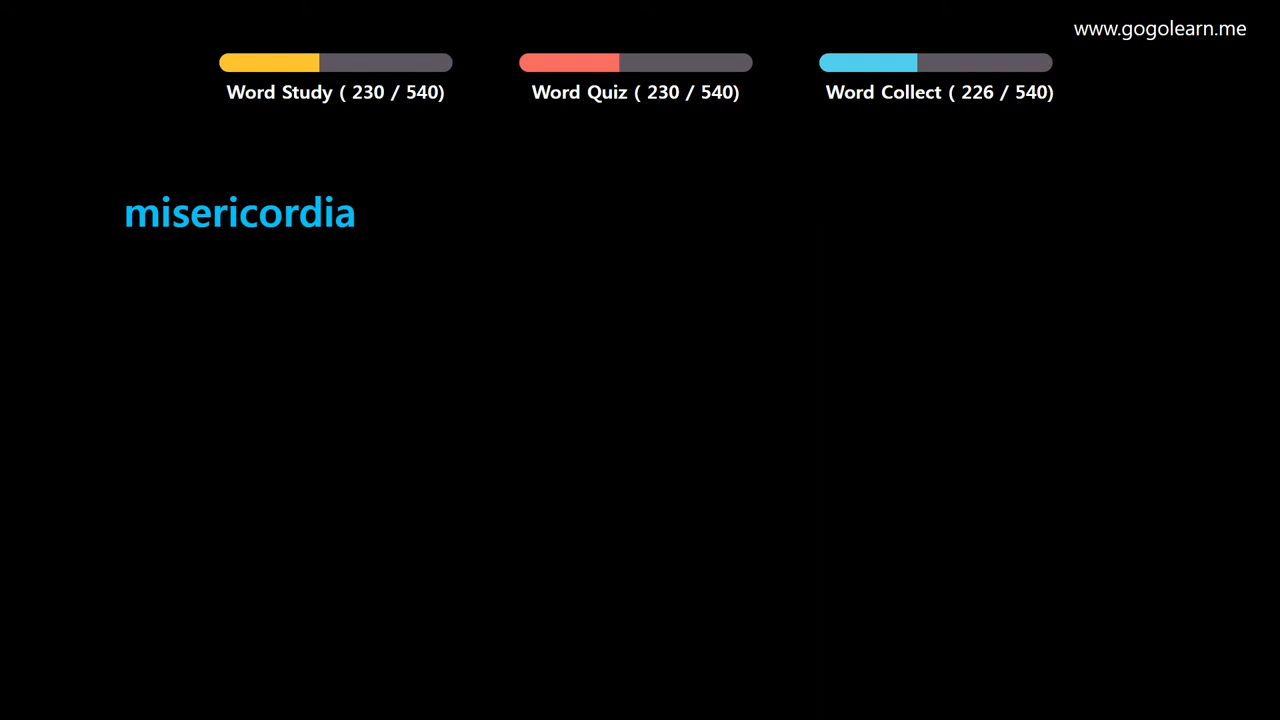 www.gogolearn.me
Word Study ( 230 / 540)
Word Quiz ( 230 / 540)
Word Collect ( 226 / 540)
misericordia